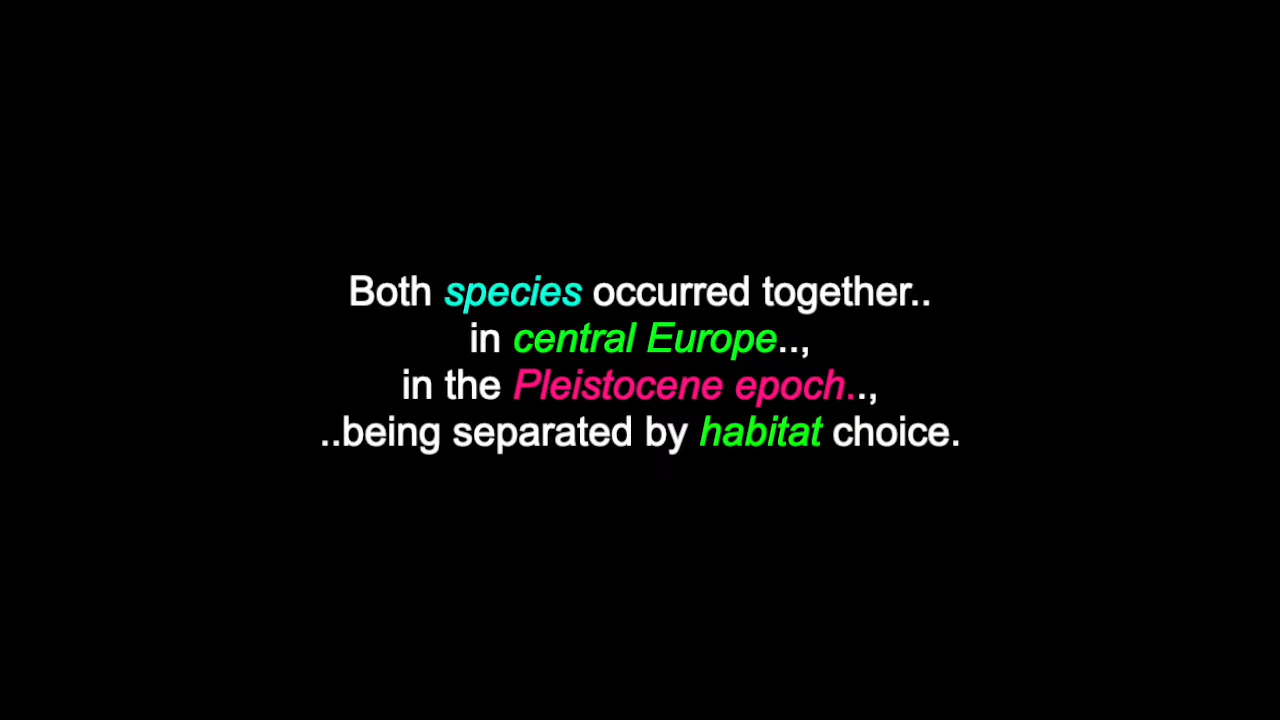 Both species occurred together..
in central Europe..,
in the Pleistocene epoch..,
..being separated by habitat choice.